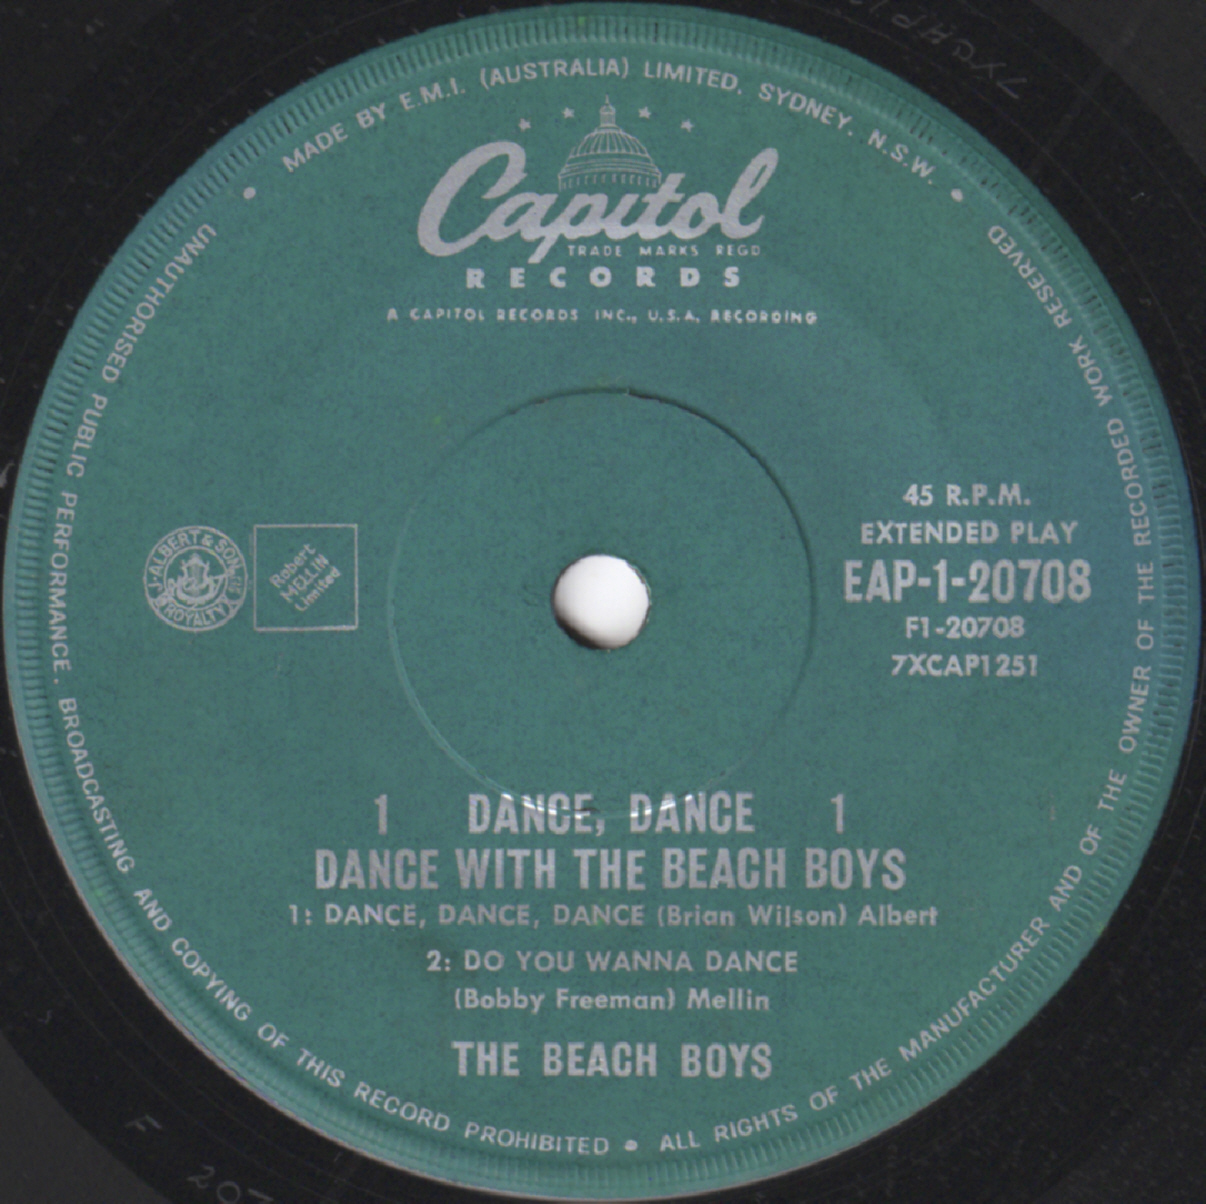 MADE BY E.M.I. (AUSTRALIA) LIMITED. SYDNEY. N.S.W.
Capitol
TRADE MARKS REGD
RECORDS
A CAPITOL RECORDS INC., U.S.A. RECORDING
45 R.P.M.
EXTENDED PLAY
EAP-1-20708
F1-20708
7XCAP1251
J. ALBERT & SON
ROYALTY
Robert
MELLIN
Limited
1 DANCE, DANCE 1
DANCE WITH THE BEACH BOYS
1: DANCE, DANCE, DANCE (Brian Wilson) Albert
2: DO YOU WANNA DANCE
(Bobby Freeman) Mellin
THE BEACH BOYS
UNAUTHORISED PUBLIC PERFORMANCE. BROADCASTING AND COPYING OF THIS RECORD PROHIBITED • ALL RIGHTS OF THE MANUFACTURER AND OF THE OWNER OF THE RECORDED WORK RESERVED